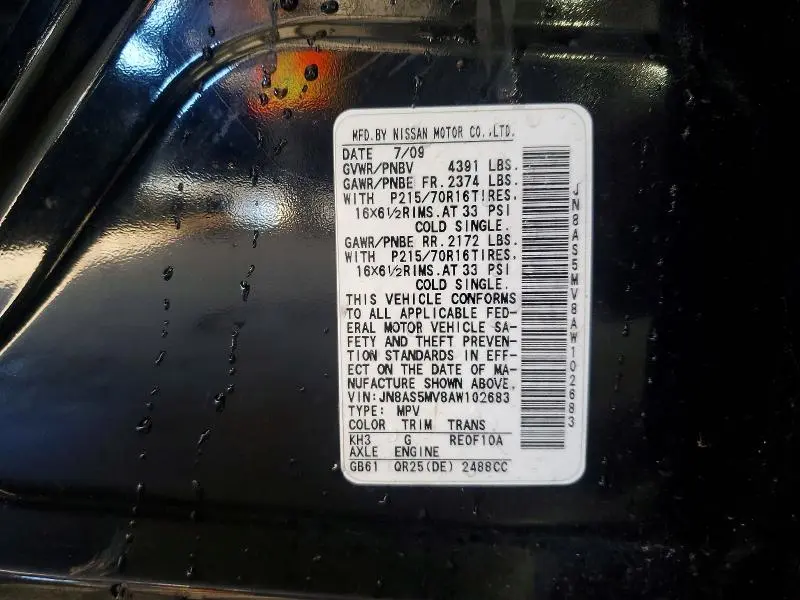 MFD.BY NISSAN MOTOR CO.,LTD.
DATE 7/09
GVWR/PNBV 4391 LBS.
GAWR/PNBE FR. 2374 LBS.
WITH P215/70R16TIRES.
16X6½RIMS.AT 33 PSI
COLD SINGLE.
GAWR/PNBE RR. 2172 LBS.
WITH P215/70R16TIRES.
16X6½RIMS.AT 33 PSI
COLD SINGLE.
THIS VEHICLE CONFORMS
TO ALL APPLICABLE FED-
ERAL MOTOR VEHICLE SA-
FETY AND THEFT PREVEN-
TION STANDARDS IN EFF-
ECT ON THE DATE OF MA-
NUFACTURE SHOWN ABOVE.
VIN:JN8AS5MV8AW102683
TYPE: MPV
COLOR TRIM TRANS
KH3 G RE0F10A
AXLE ENGINE
GB61 QR25(DE) 2488CC
JN8AS5MV8AW102683